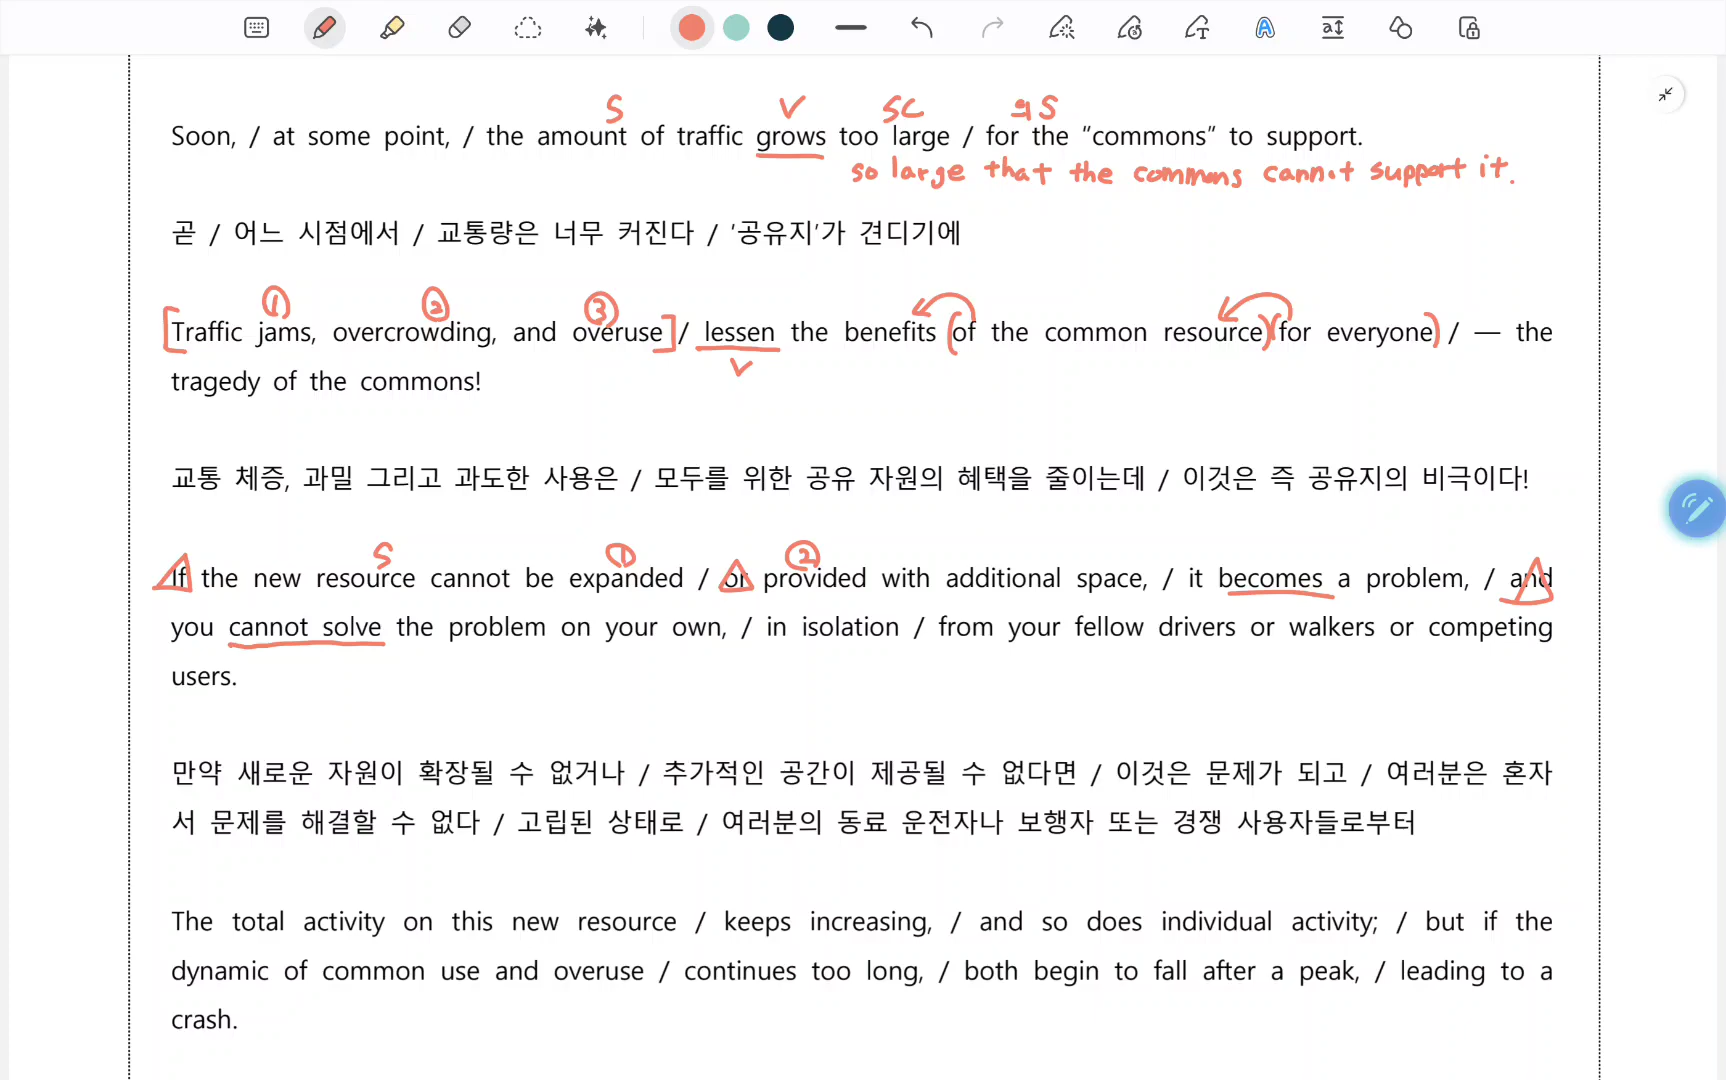 S V SC 의S
Soon, / at some point, / the amount of traffic grows too large / for the “commons” to support.
so large that the commons cannot support it.
곧 / 어느 시점에서 / 교통량은 너무 커진다 / '공유지'가 견디기에
① ② ③
[Traffic jams, overcrowding, and overuse] / lessen the benefits (of the common resource)(for everyone) / — the
V
tragedy of the commons!
교통 체증, 과밀 그리고 과도한 사용은 / 모두를 위한 공유 자원의 혜택을 줄이는데 / 이것은 즉 공유지의 비극이다!
S ① ②
If the new resource cannot be expanded / or provided with additional space, / it becomes a problem, / and
you cannot solve the problem on your own, / in isolation / from your fellow drivers or walkers or competing
users.
만약 새로운 자원이 확장될 수 없거나 / 추가적인 공간이 제공될 수 없다면 / 이것은 문제가 되고 / 여러분은 혼자
서 문제를 해결할 수 없다 / 고립된 상태로 / 여러분의 동료 운전자나 보행자 또는 경쟁 사용자들로부터
The total activity on this new resource / keeps increasing, / and so does individual activity; / but if the
dynamic of common use and overuse / continues too long, / both begin to fall after a peak, / leading to a
crash.